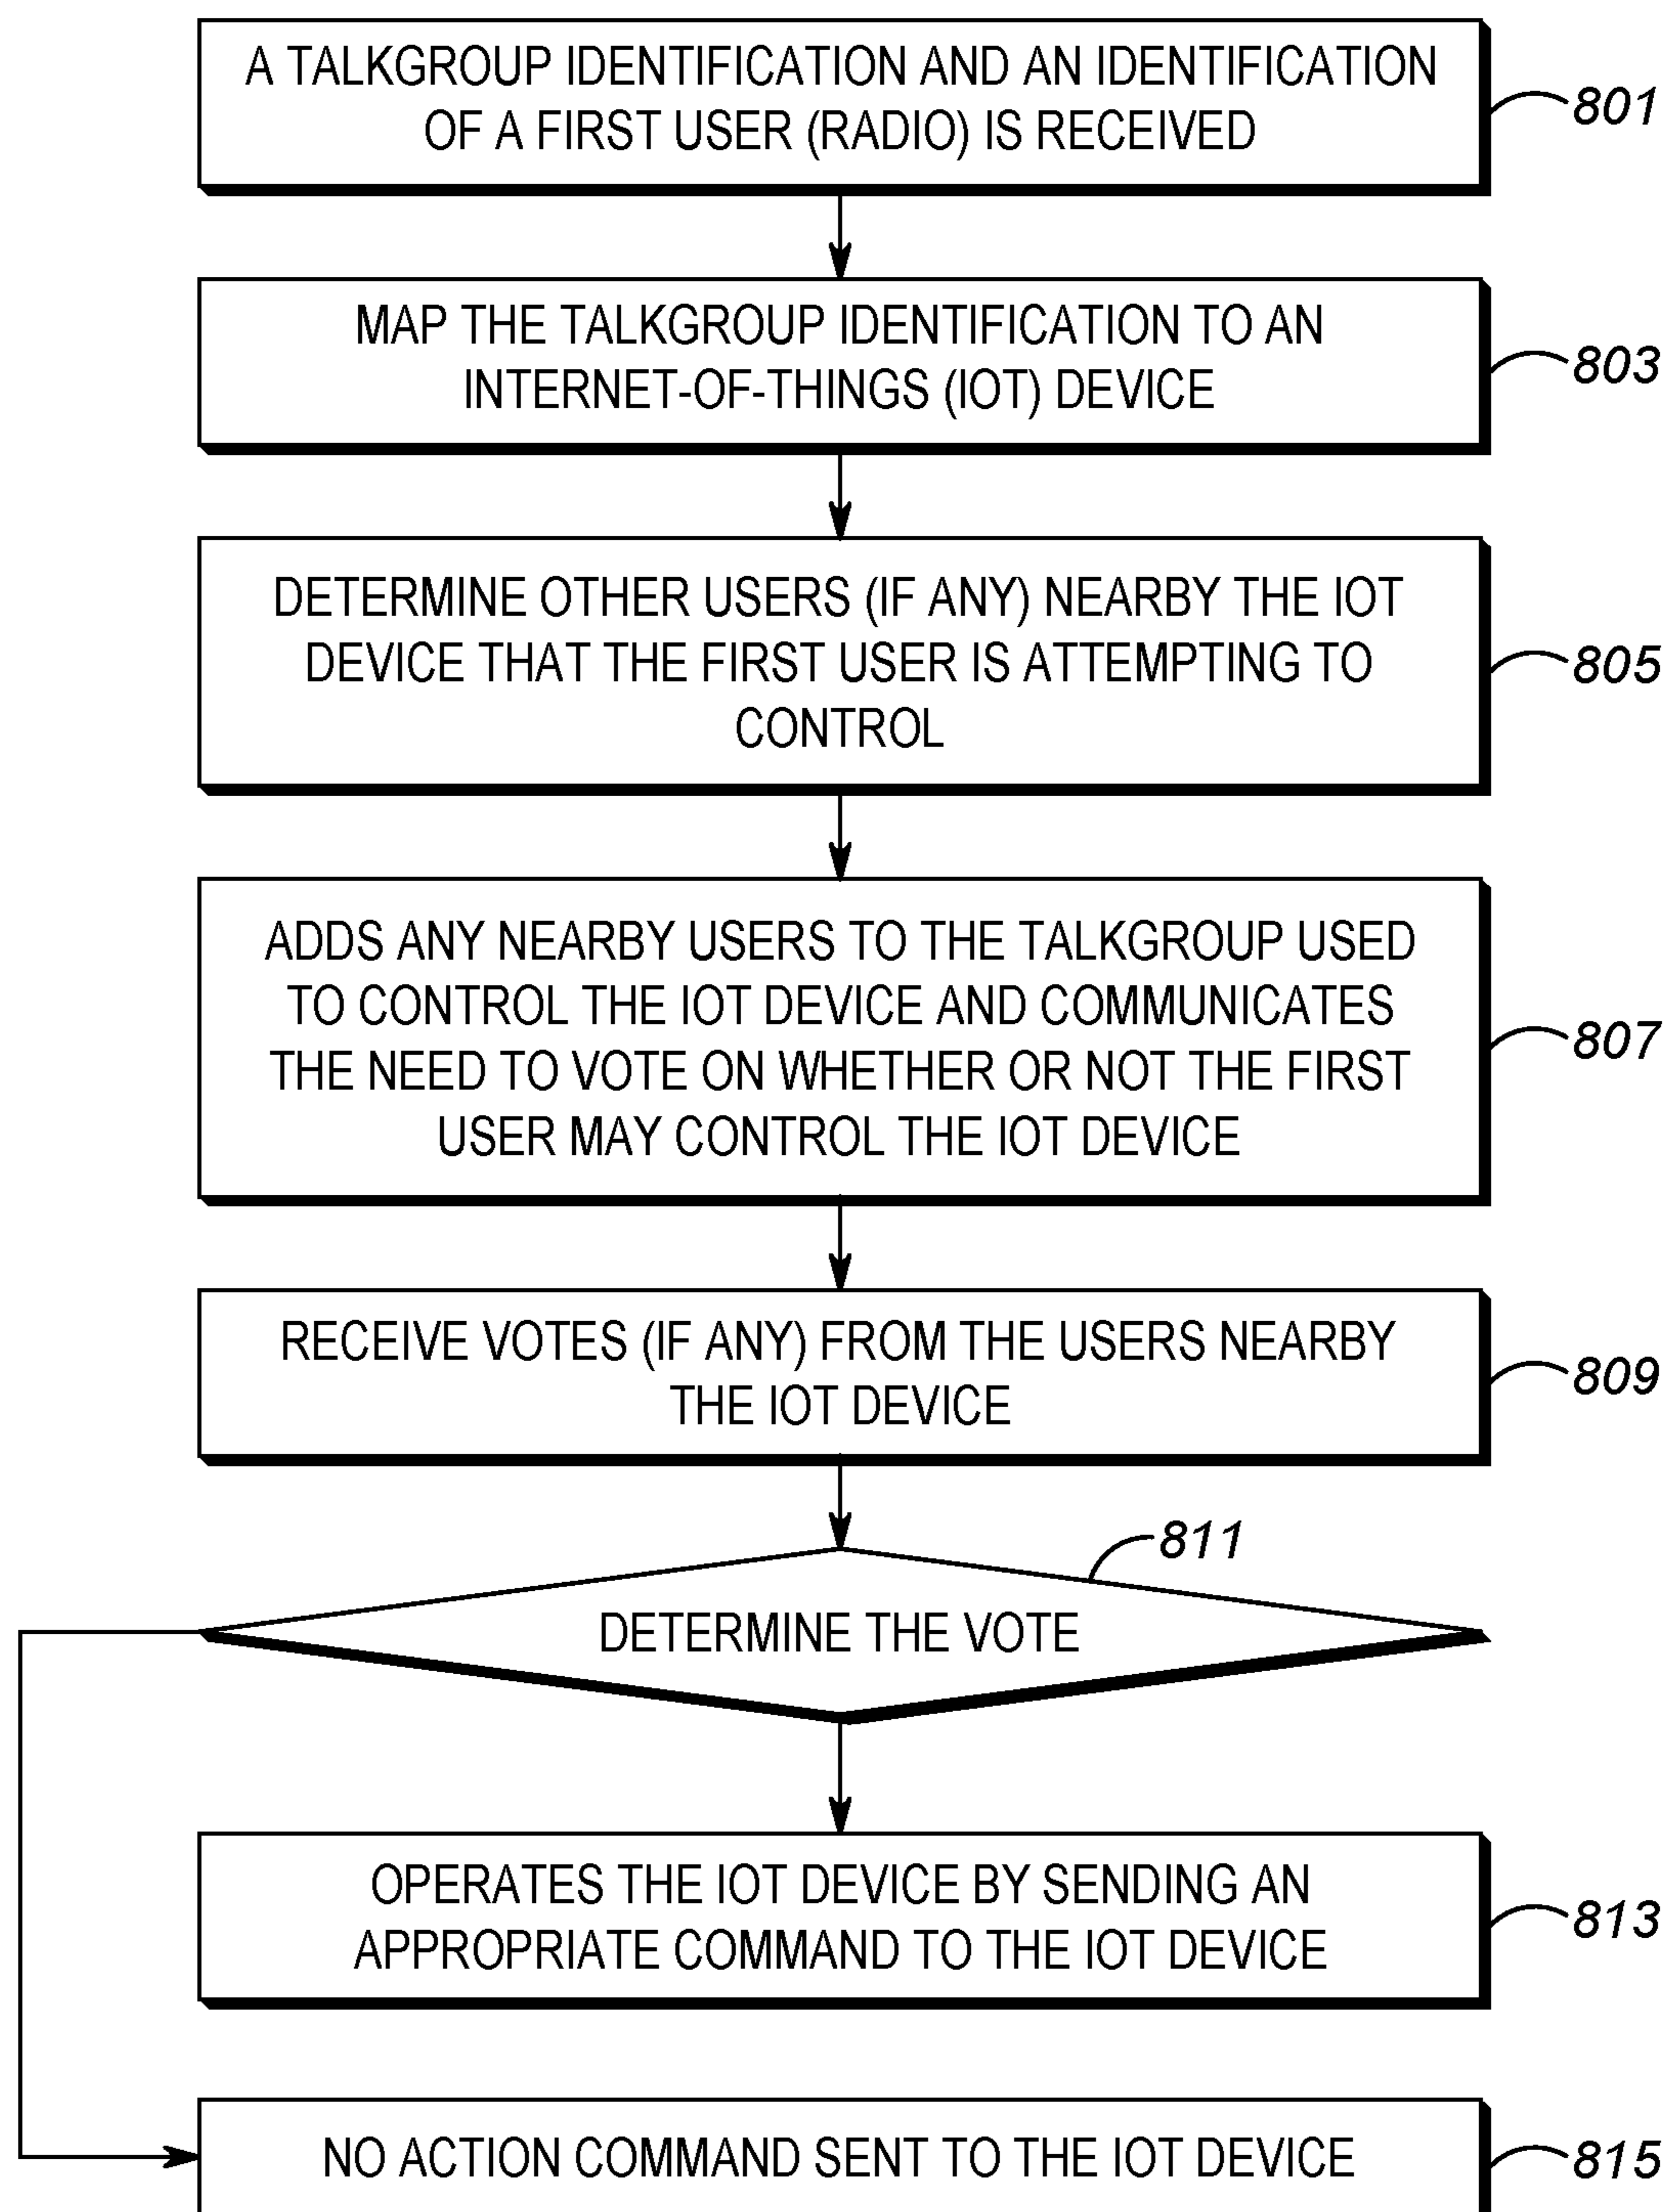 A TALKGROUP IDENTIFICATION AND AN IDENTIFICATION
OF A FIRST USER (RADIO) IS RECEIVED
801
MAP THE TALKGROUP IDENTIFICATION TO AN
INTERNET-OF-THINGS (IOT) DEVICE
803
DETERMINE OTHER USERS (IF ANY) NEARBY THE IOT
DEVICE THAT THE FIRST USER IS ATTEMPTING TO
CONTROL
805
ADDS ANY NEARBY USERS TO THE TALKGROUP USED
TO CONTROL THE IOT DEVICE AND COMMUNICATES
THE NEED TO VOTE ON WHETHER OR NOT THE FIRST
USER MAY CONTROL THE IOT DEVICE
807
RECEIVE VOTES (IF ANY) FROM THE USERS NEARBY
THE IOT DEVICE
809
811
DETERMINE THE VOTE
OPERATES THE IOT DEVICE BY SENDING AN
APPROPRIATE COMMAND TO THE IOT DEVICE
813
NO ACTION COMMAND SENT TO THE IOT DEVICE
815